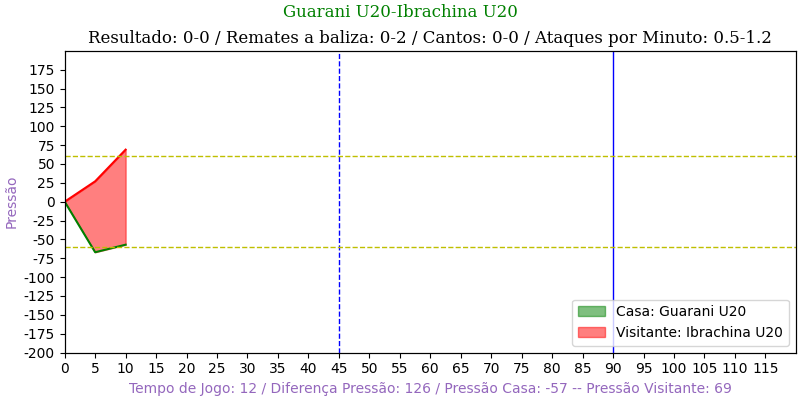 Guarani U20-Ibrachina U20
Resultado: 0-0 / Remates a baliza: 0-2 / Cantos: 0-0 / Ataques por Minuto: 0.5-1.2
Pressão
175
150
125
100
75
50
25
0
-25
-50
-75
-100
-125
-150
-175
-200
Casa: Guarani U20
Visitante: Ibrachina U20
0 5 10 15 20 25 30 35 40 45 50 55 60 65 70 75 80 85 90 95 100 105 110 115
Tempo de Jogo: 12 / Diferença Pressão: 126 / Pressão Casa: -57 -- Pressão Visitante: 69